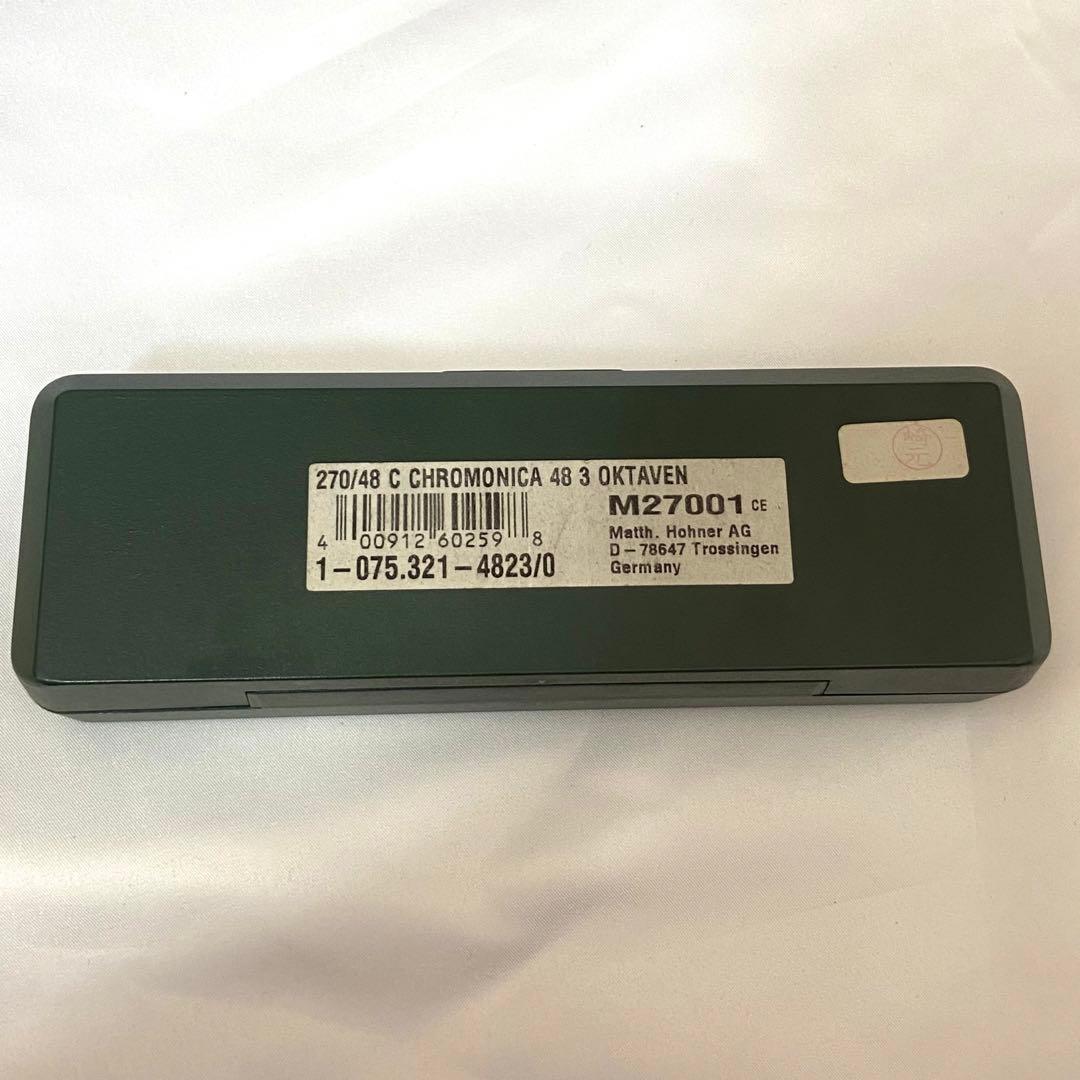 270/48 C CHROMONICA 48 3 OKTAVEN
M27001 CE
4 00912 60259 8
Matth. Hohner AG
D-78647 Trossingen
1-075.321-4823/0
Germany